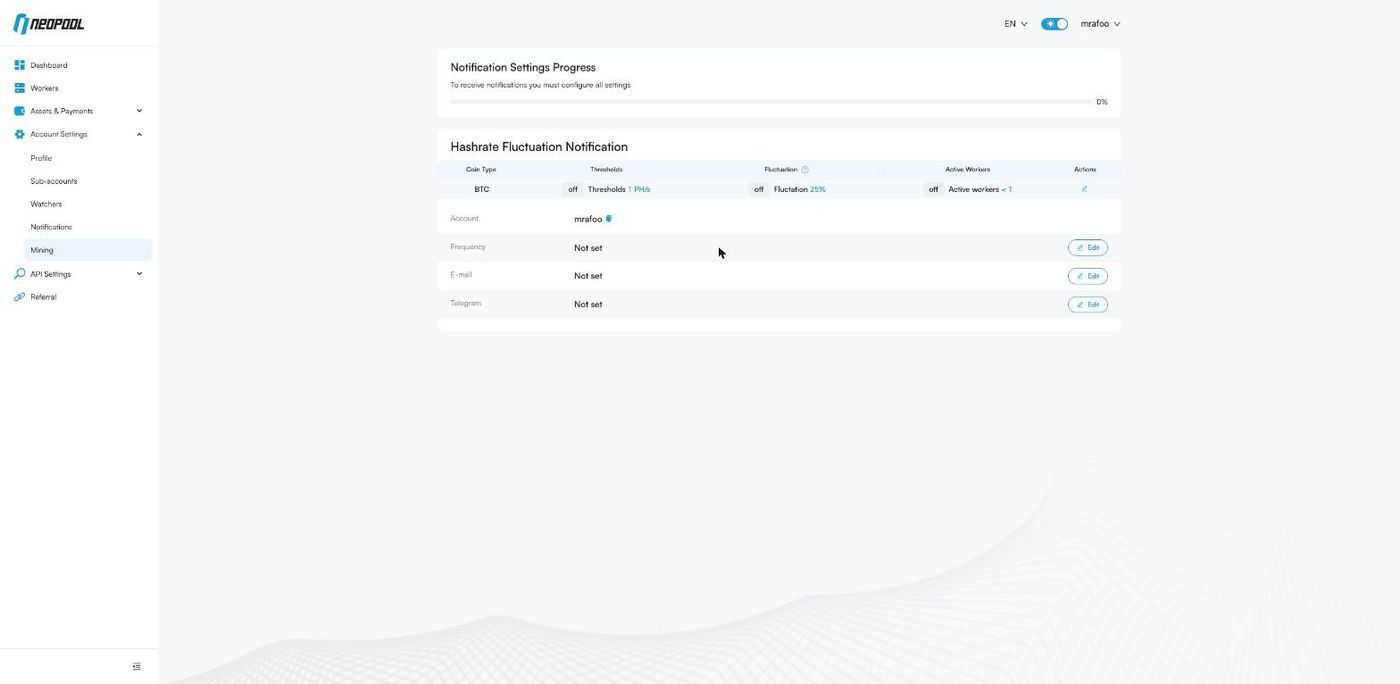 NEOPOOL
EN
mrafoo
Dashboard
Workers
Assets & Payments
Account Settings
Profile
Sub-accounts
Watchers
Notifications
Mining
API Settings
Referral
Notification Settings Progress
To receive notifications you must configure all settings
0%
Hashrate Fluctuation Notification
Coin Type Thresholds Fluctuation Active Workers Actions
BTC off Thresholds 1 PH/s off Fluctation 25% off Active workers < 1
Account mrafoo
Frequency Not set Edit
E-mail Not set Edit
Telegram Not set Edit